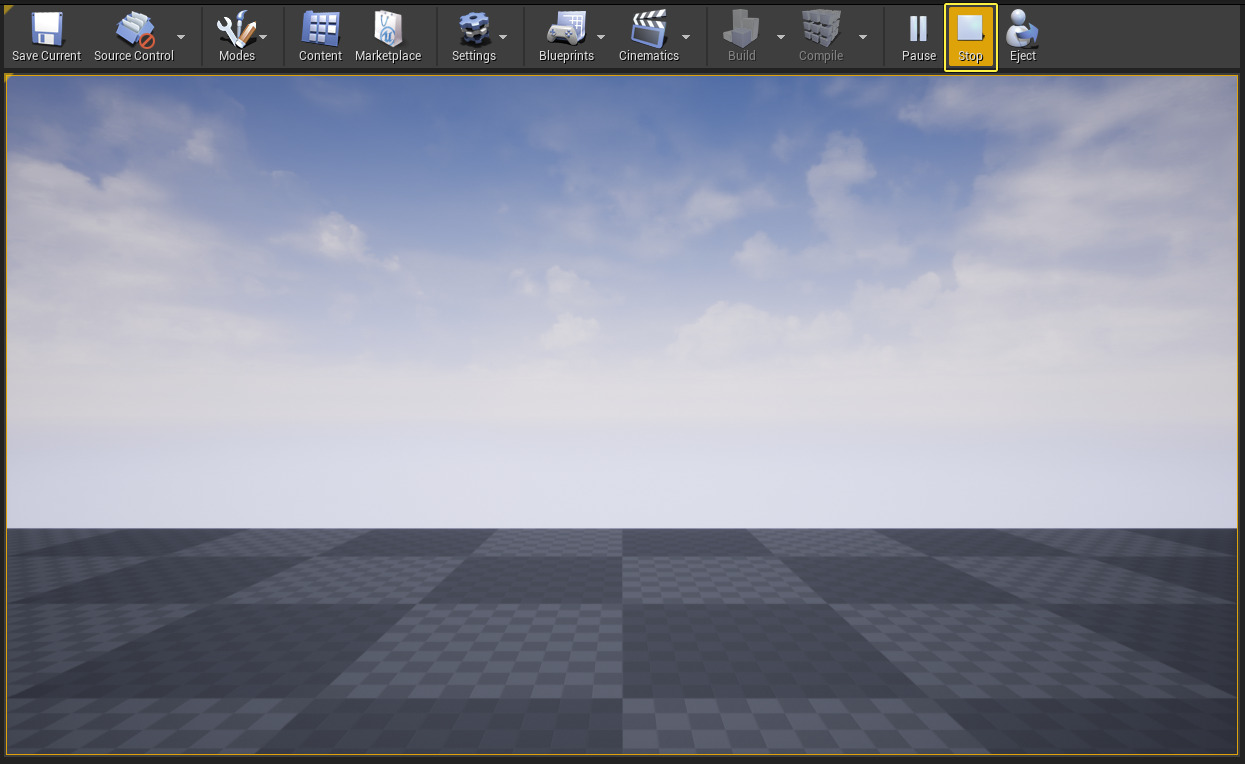 Save Current
Source Control
Modes
Content
Marketplace
Settings
Blueprints
Cinematics
Build
Compile
Pause
Stop
Eject